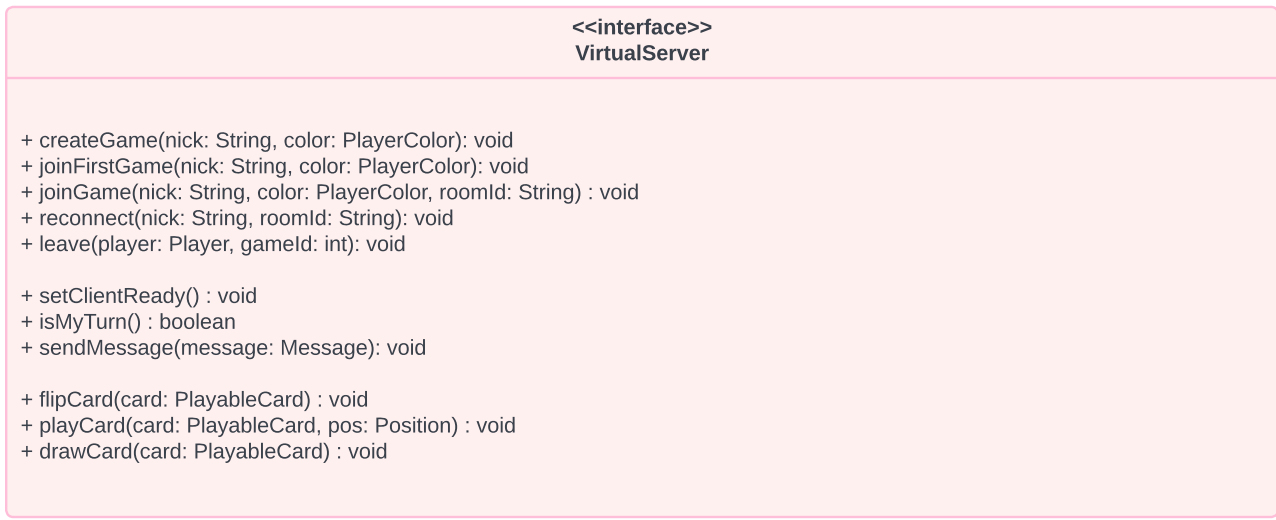 <<interface>>
VirtualServer
+ createGame(nick: String, color: PlayerColor): void
+ joinFirstGame(nick: String, color: PlayerColor): void
+ joinGame(nick: String, color: PlayerColor, roomId: String) : void
+ reconnect(nick: String, roomId: String): void
+ leave(player: Player, gameId: int): void
+ setClientReady() : void
+ isMyTurn() : boolean
+ sendMessage(message: Message): void
+ flipCard(card: PlayableCard) : void
+ playCard(card: PlayableCard, pos: Position) : void
+ drawCard(card: PlayableCard) : void